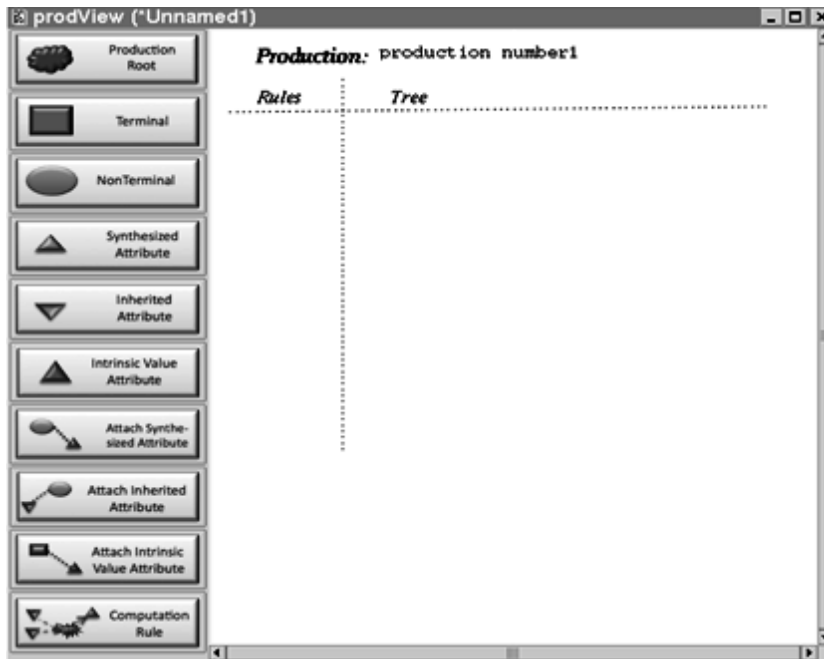 prodView (*Unnamed1)
Production
Root
Terminal
NonTerminal
Synthesized
Attribute
Inherited
Attribute
Intrinsic Value
Attribute
Attach Synthe-
sized Attribute
Attach Inherited
Attribute
Attach Intrinsic
Value Attribute
Computation
Rule
Production: production number1
Rules Tree